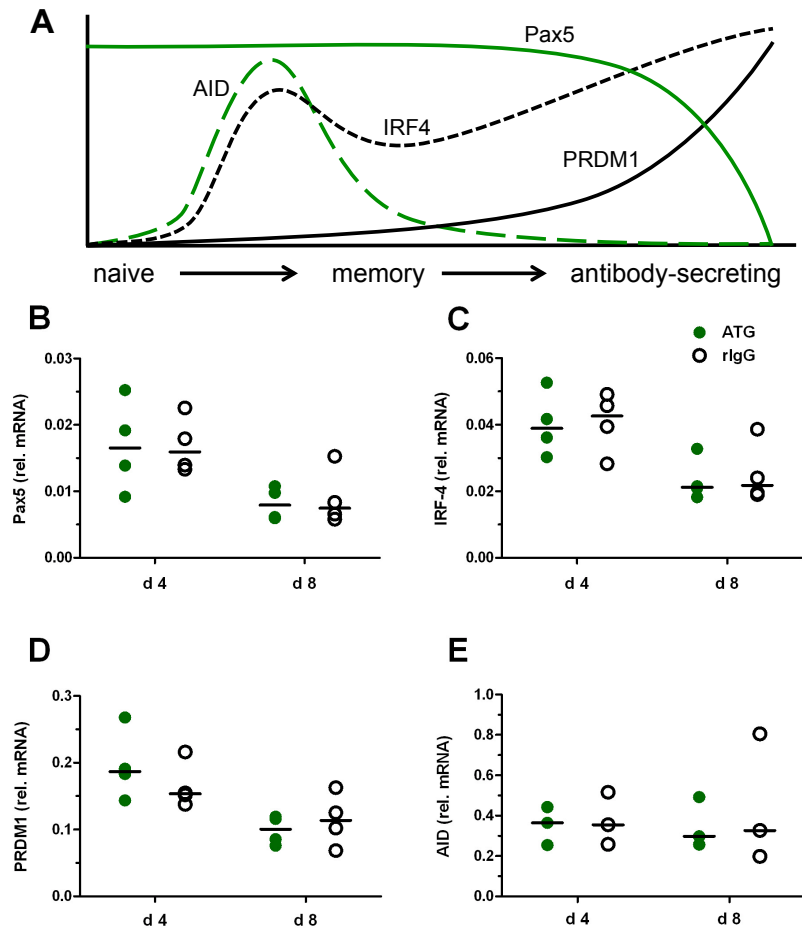 A
Pax5
AID
IRF4
PRDM1
naive memory antibody-secreting
B
C
ATG
rIgG
Pax5 (rel. mRNA)
0.03
0.02
0.01
0.00
d 4 d 8
IRF-4 (rel. mRNA)
0.06
0.04
0.02
0.00
d 4 d 8
D
PRDM1 (rel. mRNA)
0.3
0.2
0.1
0.0
d 4 d 8
E
AID (rel. mRNA)
1.0
0.8
0.6
0.4
0.2
0.0
d 4 d 8